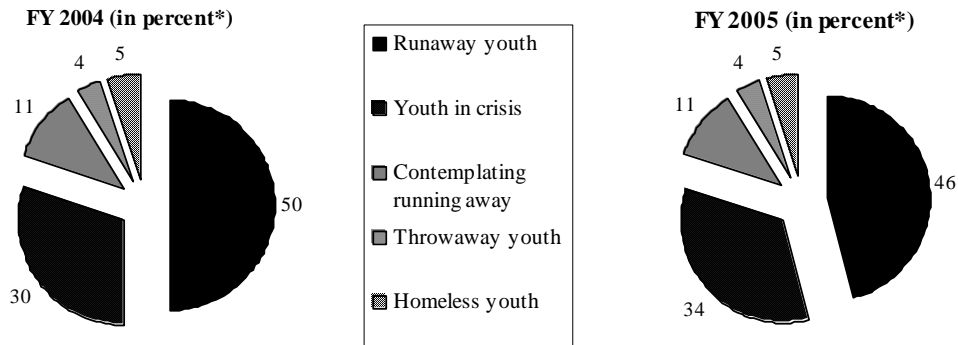 FY 2004 (in percent*)
5
4
11
50
30
Runaway youth
Youth in crisis
Contemplating
running away
Throwaway youth
Homeless youth
FY 2005 (in percent*)
5
4
11
46
34